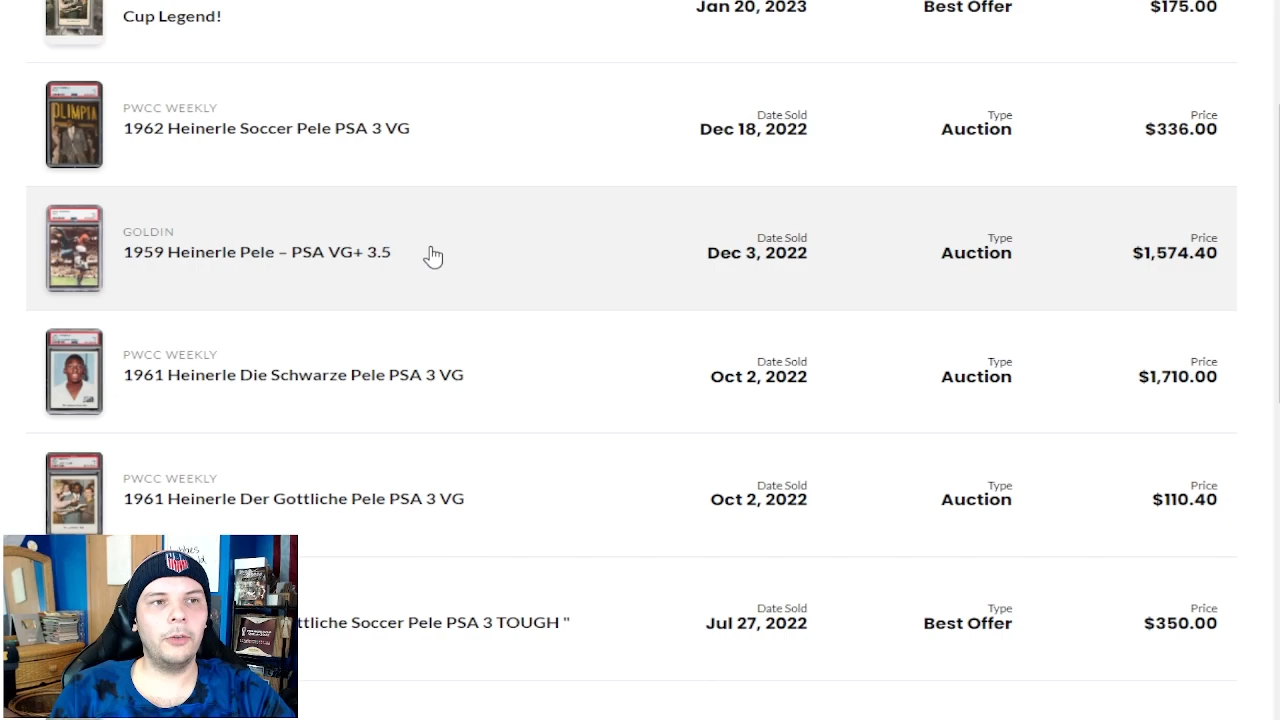 Cup Legend!
Jan 20, 2023
Best Offer
$175.00
PWCC WEEKLY
1962 Heinerle Soccer Pele PSA 3 VG
Date Sold
Dec 18, 2022
Type
Auction
Price
$336.00
OLIMPIA
GOLDIN
1959 Heinerle Pele – PSA VG+ 3.5
Date Sold
Dec 3, 2022
Type
Auction
Price
$1,574.40
PWCC WEEKLY
1961 Heinerle Die Schwarze Pele PSA 3 VG
Date Sold
Oct 2, 2022
Type
Auction
Price
$1,710.00
PWCC WEEKLY
1961 Heinerle Der Gottliche Pele PSA 3 VG
Date Sold
Oct 2, 2022
Type
Auction
Price
$110.40
ttliche Soccer Pele PSA 3 TOUGH "
Date Sold
Jul 27, 2022
Type
Best Offer
Price
$350.00